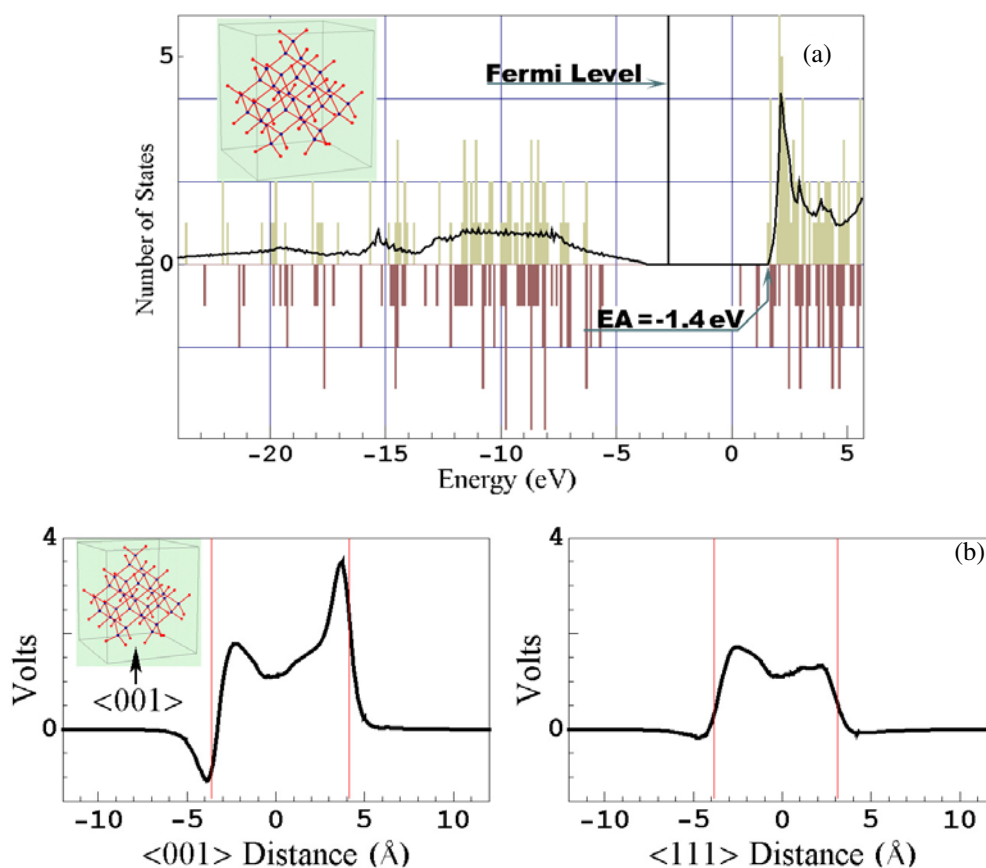 (a)
5
Fermi Level
Number of States
0
EA =-1.4 eV
-20 -15 -10 -5 0 5
Energy (eV)
4
Volts
0
<001>
-10 -5 0 5 10
<001> Distance (Å)
(b)
4
Volts
0
-10 -5 0 5 10
<111> Distance (Å)